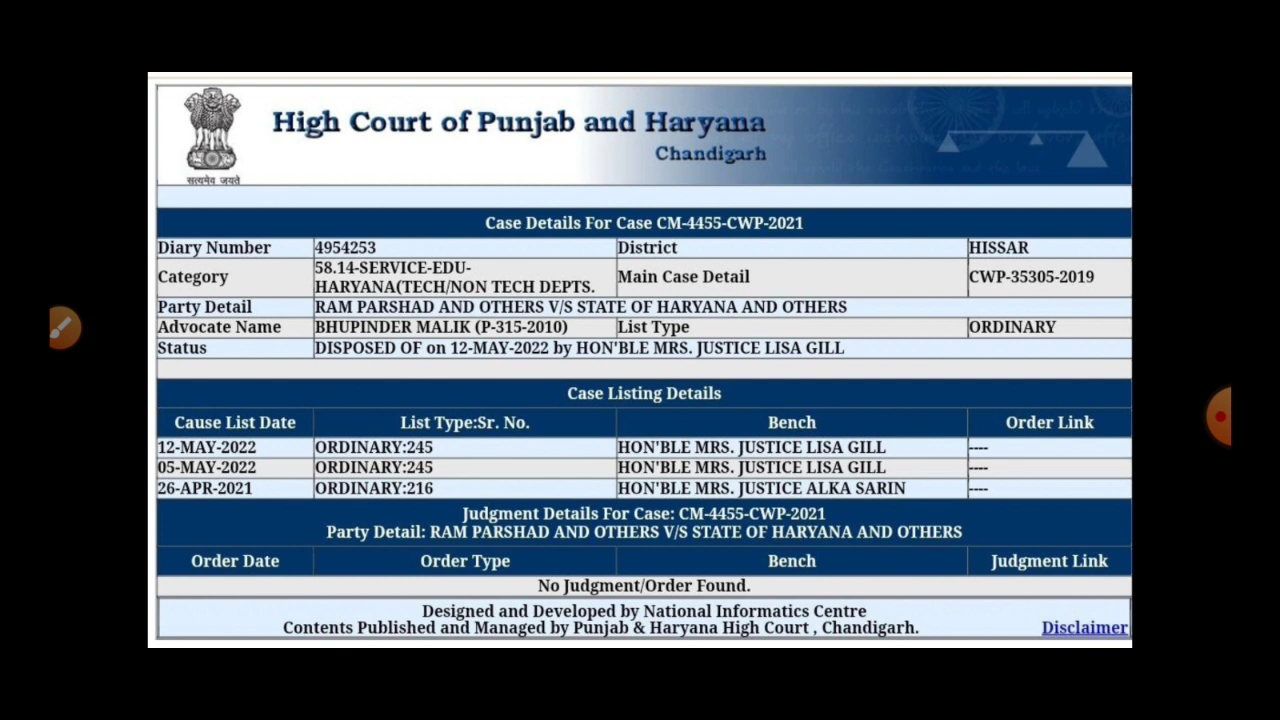 सत्यमेव जयते
High Court of Punjab and Haryana
Chandigarh
Case Details For Case CM-4455-CWP-2021
Diary Number 4954253 District HISSAR
Category 58.14-SERVICE-EDU-HARYANA(TECH/NON TECH DEPTS. Main Case Detail CWP-35305-2019
Party Detail RAM PARSHAD AND OTHERS V/S STATE OF HARYANA AND OTHERS
Advocate Name BHUPINDER MALIK (P-315-2010) List Type ORDINARY
Status DISPOSED OF on 12-MAY-2022 by HON'BLE MRS. JUSTICE LISA GILL
Case Listing Details
Cause List Date List Type:Sr. No. Bench Order Link
12-MAY-2022 ORDINARY:245 HON'BLE MRS. JUSTICE LISA GILL ----
05-MAY-2022 ORDINARY:245 HON'BLE MRS. JUSTICE LISA GILL ----
26-APR-2021 ORDINARY:216 HON'BLE MRS. JUSTICE ALKA SARIN ----
Judgment Details For Case: CM-4455-CWP-2021
Party Detail: RAM PARSHAD AND OTHERS V/S STATE OF HARYANA AND OTHERS
Order Date Order Type Bench Judgment Link
No Judgment/Order Found.
Designed and Developed by National Informatics Centre
Contents Published and Managed by Punjab & Haryana High Court , Chandigarh.
Disclaimer